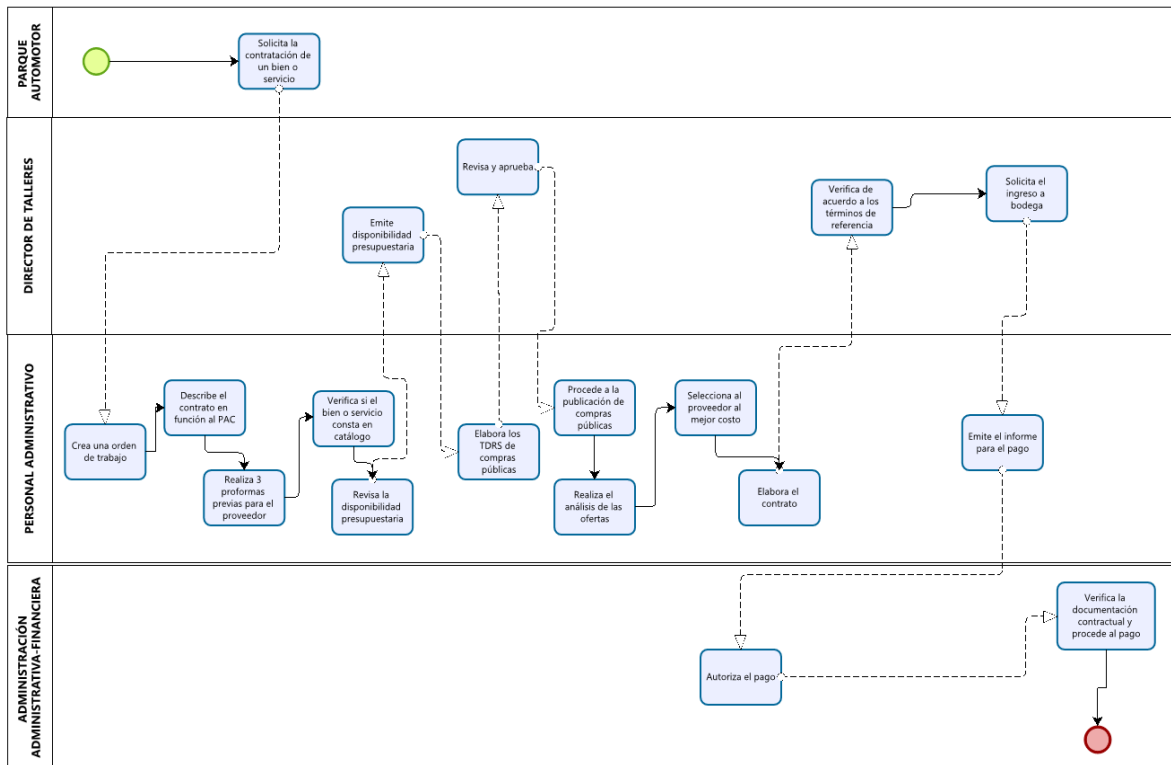 PARQUE
AUTOMOTOR
Solicita la
contratación de
un bien o
servicio
DIRECTOR DE TALLERES
Revisa y aprueba
Emite
disponibilidad
presupuestaria
Verifica de
acuerdo a los
términos de
referencia
Solicita el
ingreso a
bodega
PERSONAL ADMINISTRATIVO
Crea una orden
de trabajo
Describe el
contrato en
función al PAC
Realiza 3
proformas
previas para el
proveedor
Verifica si el
bien o servicio
consta en
catálogo
Revisa la
disponibilidad
presupuestaria
Elabora los
TDRS de
compras
públicas
Procede a la
publicación de
compras
públicas
Realiza el
análisis de las
ofertas
Selecciona al
proveedor al
mejor costo
Elabora el
contrato
Emite el informe
para el pago
ADMINISTRACIÓN
ADMINISTRATIVA-FINANCIERA
Autoriza el pago
Verifica la
documentación
contractual y
procede al pago